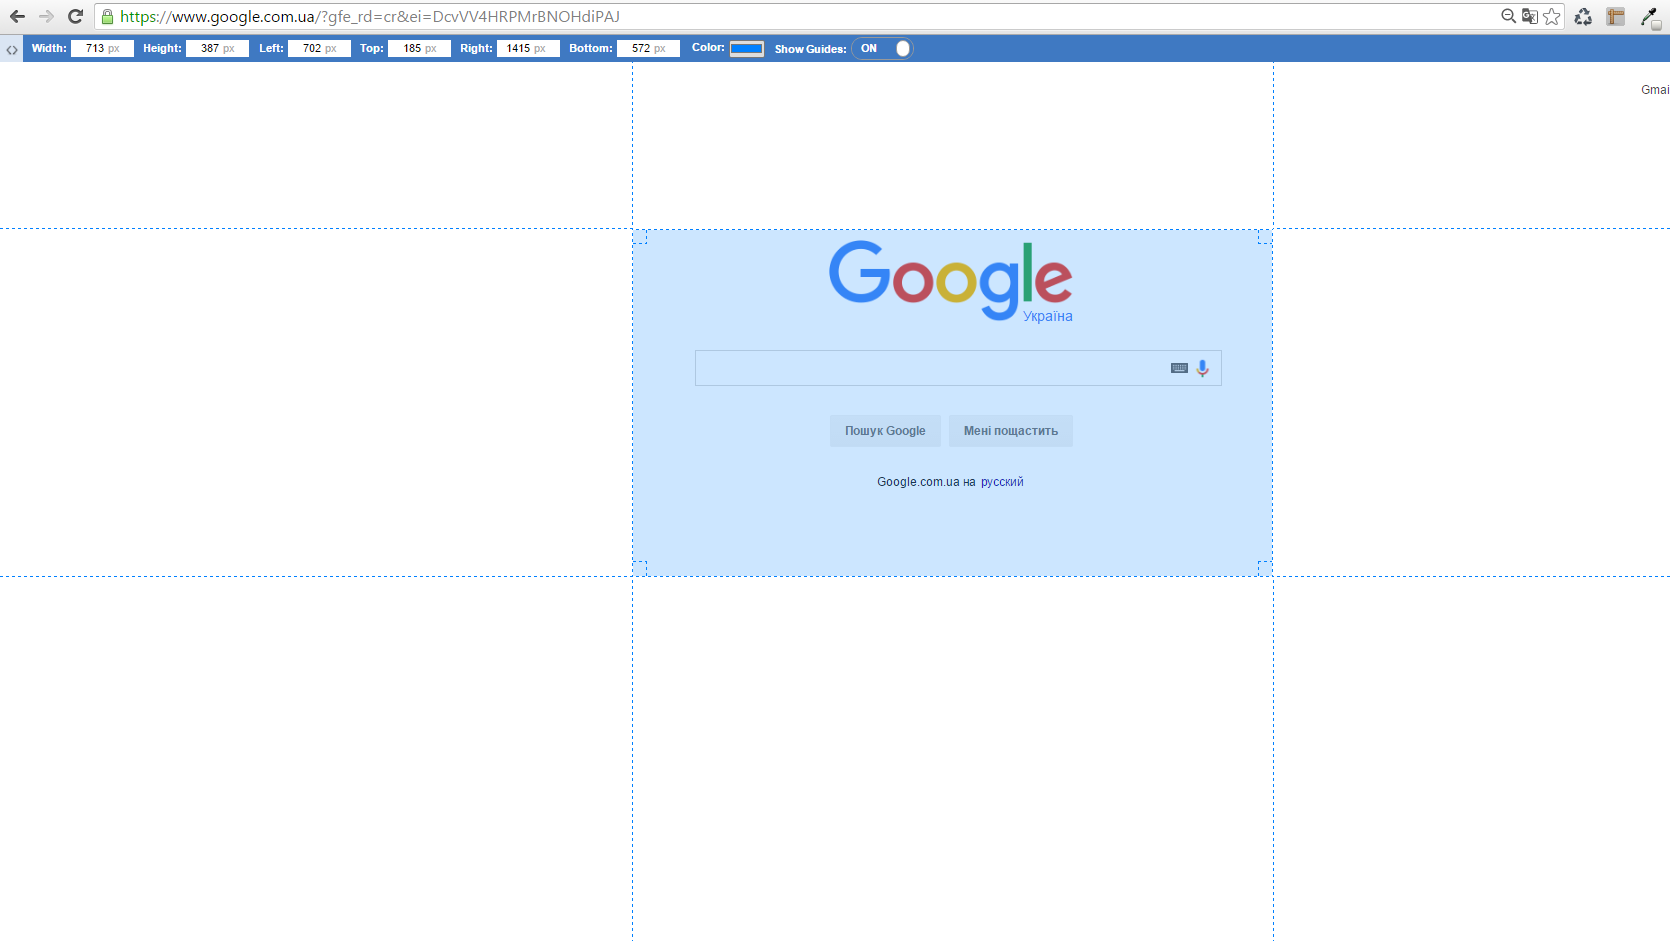 https://www.google.com.ua/?gfe_rd=cr&ei=DcvVV4HRPMrBNOHdiPAJ
Width: 713 px Height: 387 px Left: 702 px Top: 185 px Right: 1415 px Bottom: 572 px Color: Show Guides: ON
Gmai
Google
Україна
Пошук Google Мені пощастить
Google.com.ua на русский